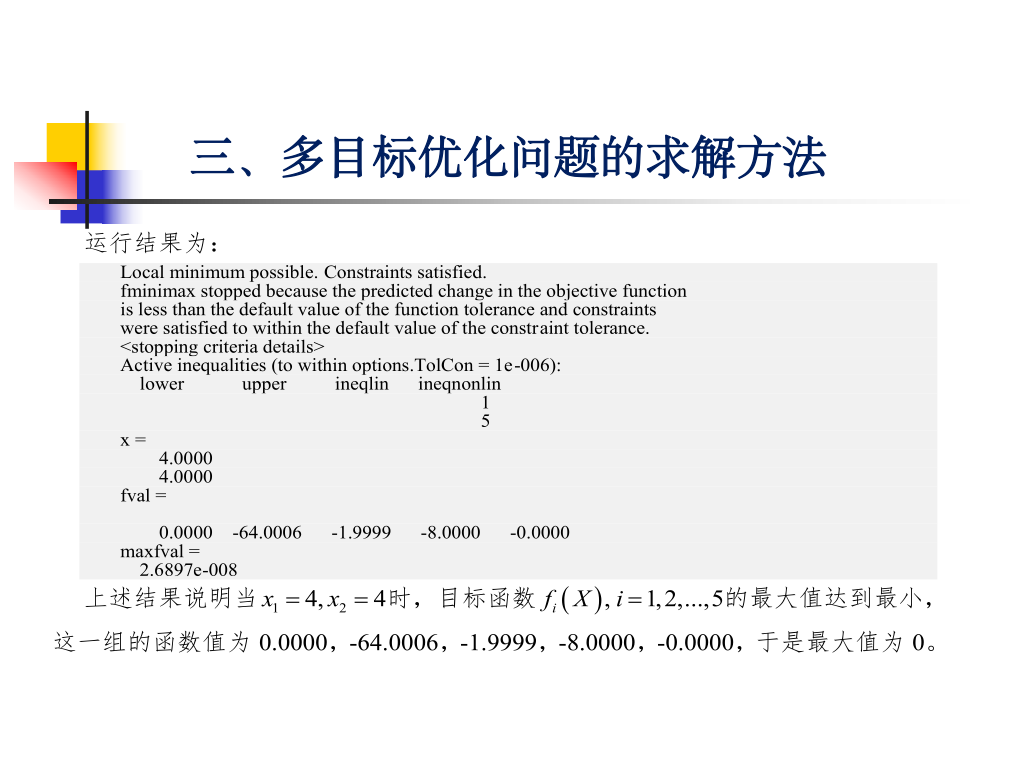 三、多目标优化问题的求解方法
运行结果为：
Local minimum possible. Constraints satisfied.
fminimax stopped because the predicted change in the objective function
is less than the default value of the function tolerance and constraints
were satisfied to within the default value of the constraint tolerance.
<stopping criteria details>
Active inequalities (to within options.TolCon = 1e-006):
lower upper ineqlin ineqnonlin
1
5
x =
4.0000
4.0000
fval =
0.0000 -64.0006 -1.9999 -8.0000 -0.0000
maxfval =
2.6897e-008
上述结果说明当 x₁ = 4, x₂ = 4 时，目标函数 fᵢ(X), i = 1,2,...,5 的最大值达到最小，
这一组的函数值为 0.0000，-64.0006，-1.9999，-8.0000，-0.0000，于是最大值为 0。